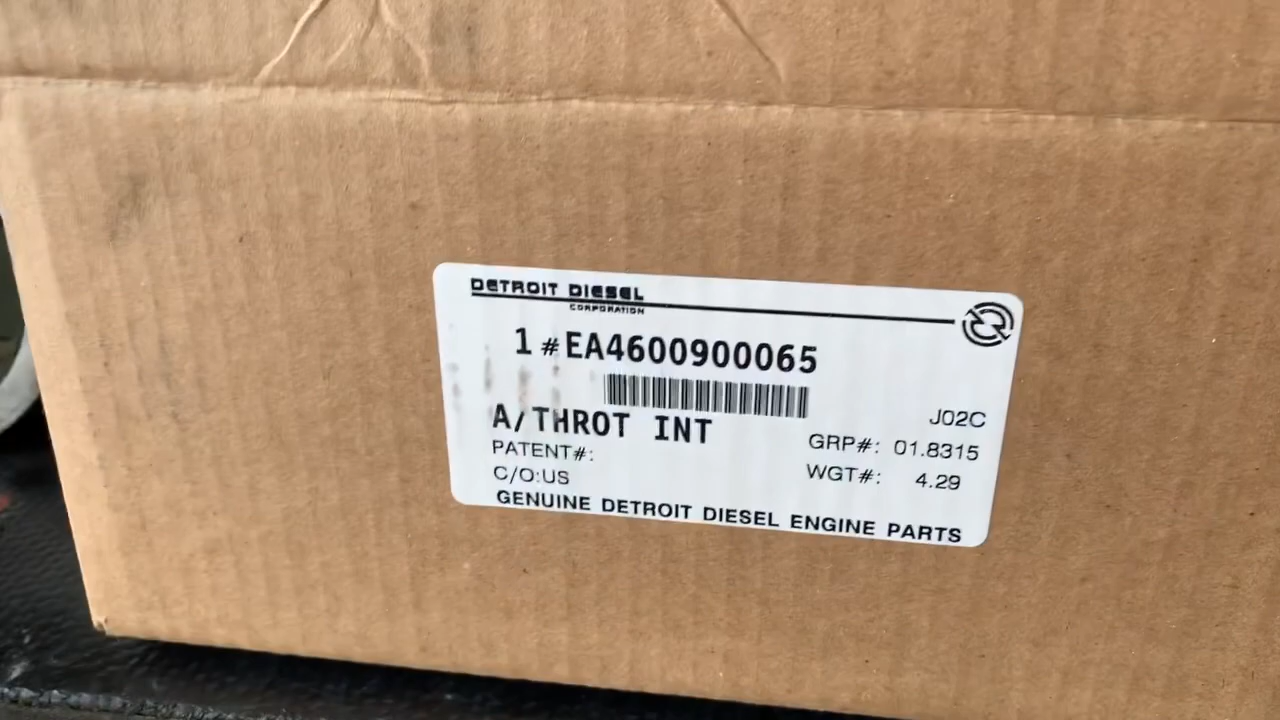 DETROIT DIESEL
CORPORATION
1 #EA4600900065
A/THROT INT
J02C
PATENT#:
GRP#: 01.8315
C/O:US
WGT#: 4.29
GENUINE DETROIT DIESEL ENGINE PARTS